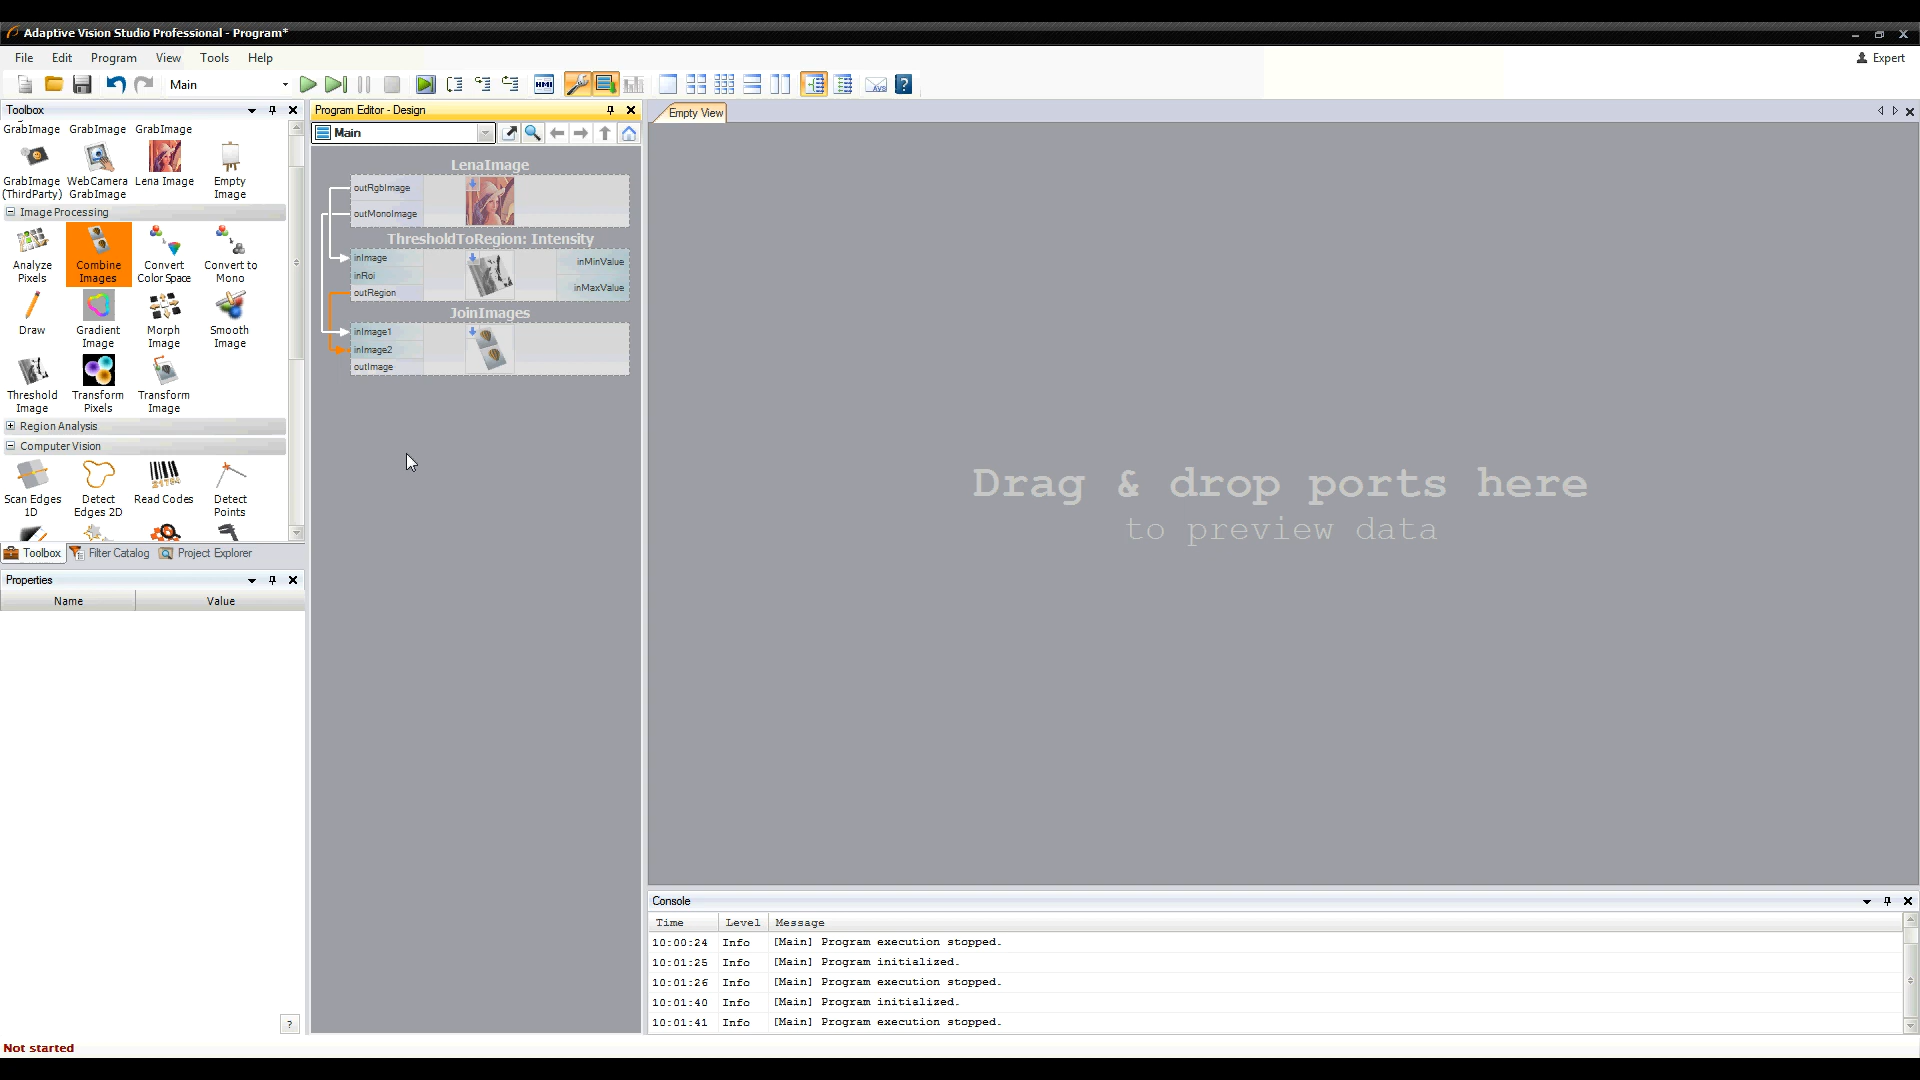 Adaptive Vision Studio Professional - Program*
File Edit Program View Tools Help
Expert
Main
HMI
AVS
?
Toolbox
GrabImage GrabImage GrabImage
GrabImage (ThirdParty)
WebCamera GrabImage
Lena Image
Empty Image
Image Processing
Analyze Pixels
Combine Images
Convert Color Space
Convert to Mono
Draw
Gradient Image
Morph Image
Smooth Image
Threshold Image
Transform Pixels
Transform Image
Region Analysis
Computer Vision
Scan Edges 1D
Detect Edges 2D
Read Codes
Detect Points
Toolbox Filter Catalog Project Explorer
Properties
Name Value
?
Not started
Program Editor - Design
Main
LenaImage
outRgbImage
outMonoImage
ThresholdToRegion: Intensity
inImage
inRoi
outRegion
inMinValue
inMaxValue
JoinImages
inImage1
inImage2
outImage
Empty View
Drag & drop ports here
to preview data
Console
Time Level Message
10:00:24 Info [Main] Program execution stopped.
10:01:25 Info [Main] Program initialized.
10:01:26 Info [Main] Program execution stopped.
10:01:40 Info [Main] Program initialized.
10:01:41 Info [Main] Program execution stopped.